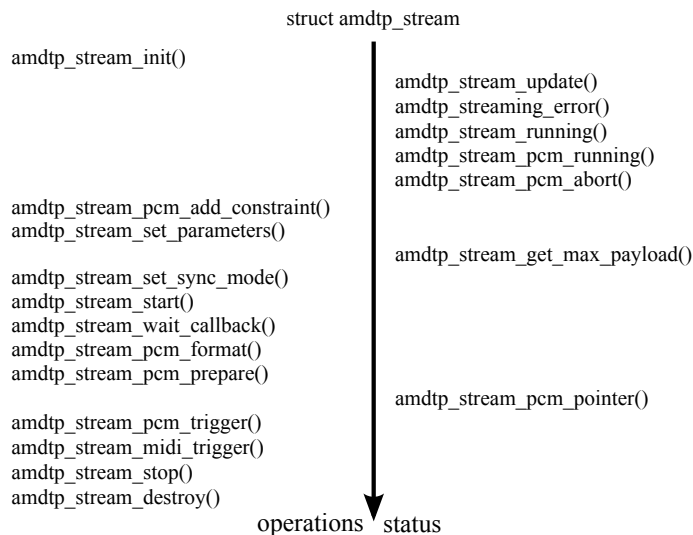 struct amdtp_stream
amdtp_stream_init()
amdtp_stream_update()
amdtp_streaming_error()
amdtp_stream_running()
amdtp_stream_pcm_running()
amdtp_stream_pcm_abort()
amdtp_stream_pcm_add_constraint()
amdtp_stream_set_parameters()
amdtp_stream_get_max_payload()
amdtp_stream_set_sync_mode()
amdtp_stream_start()
amdtp_stream_wait_callback()
amdtp_stream_pcm_format()
amdtp_stream_pcm_prepare()
amdtp_stream_pcm_pointer()
amdtp_stream_pcm_trigger()
amdtp_stream_midi_trigger()
amdtp_stream_stop()
amdtp_stream_destroy()
operations status